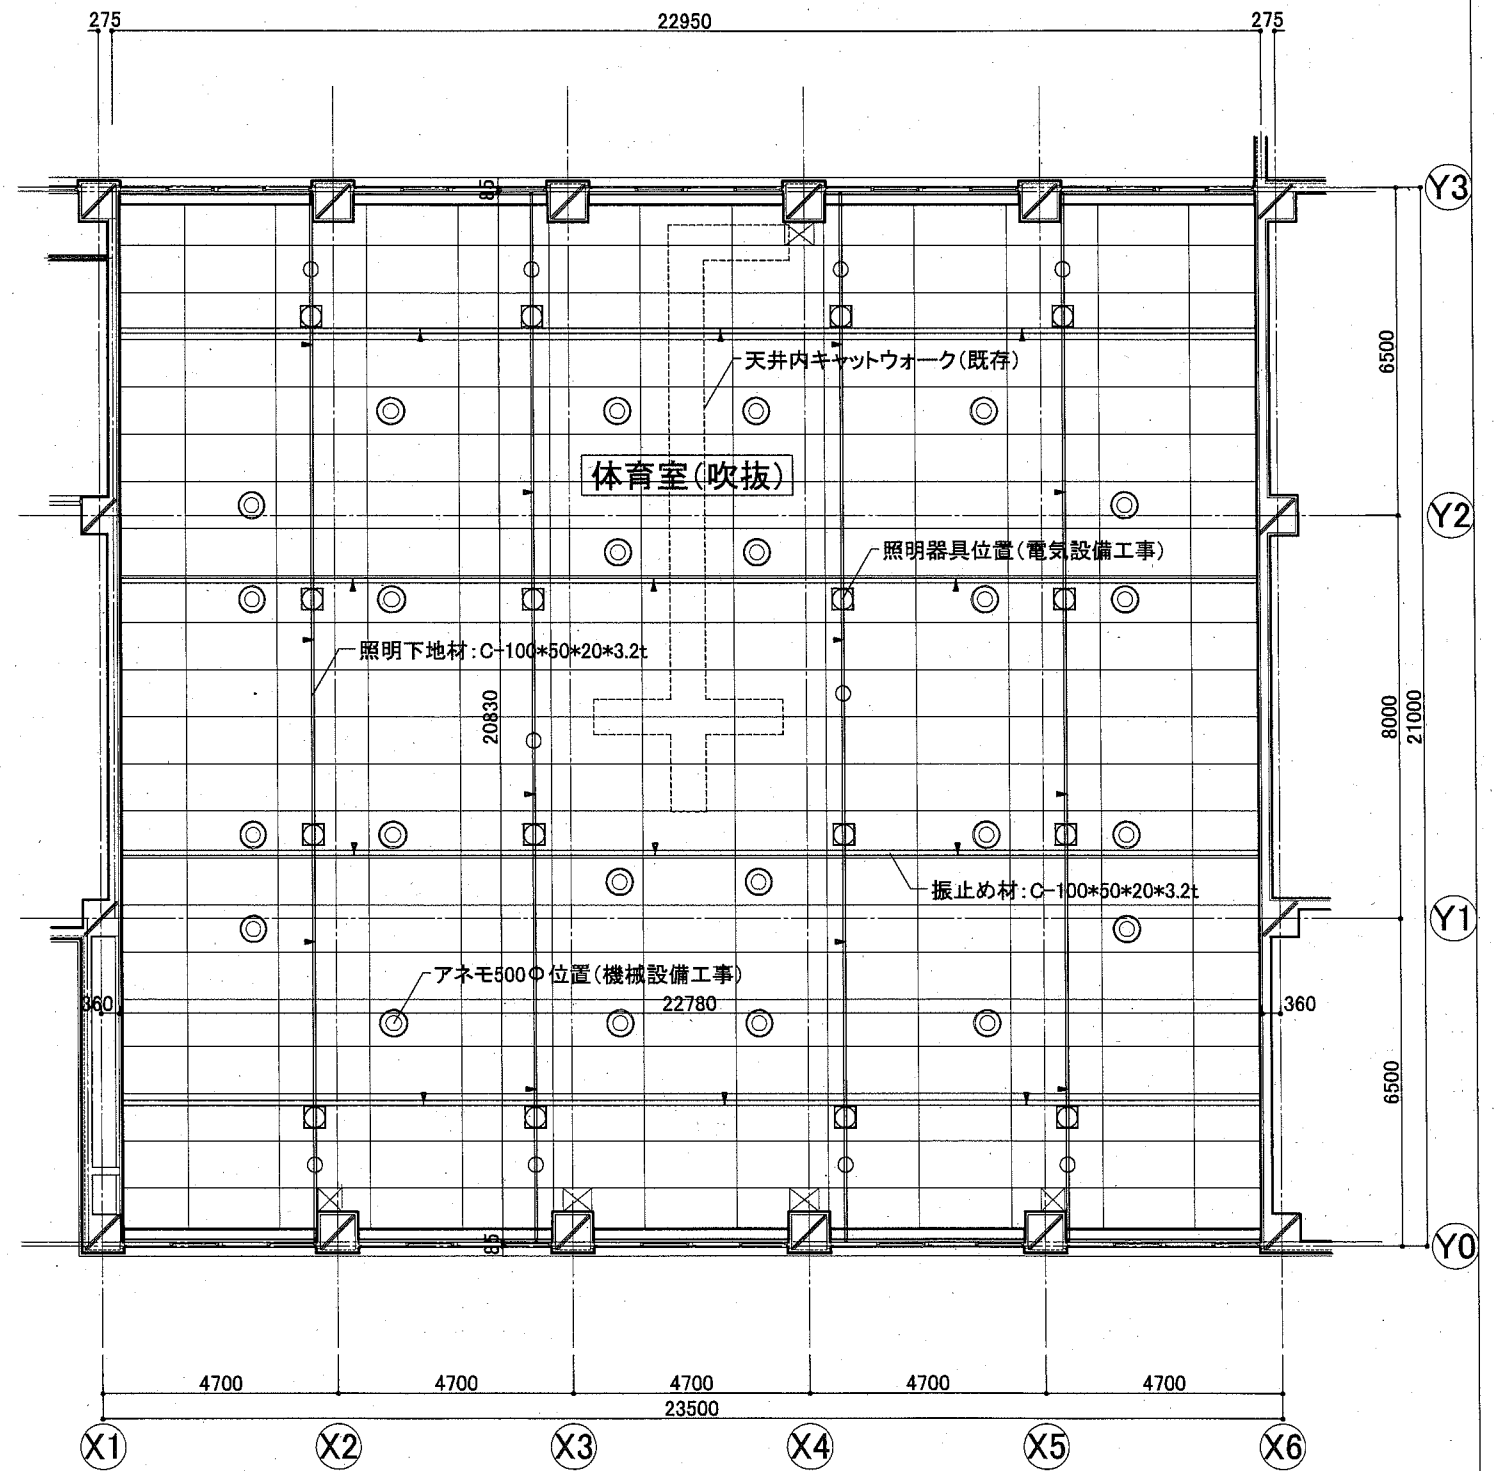 275
22950
275
85
Y3
6500
天井内キャットウォーク(既存)
体育室(吹抜)
Y2
照明器具位置(電気設備工事)
照明下地材:C-100*50*20*3.2t
20830
8000
21000
振止め材:C-100*50*20*3.2t
Y1
アネモ500Φ位置(機械設備工事)
360
22780
360
6500
85
Y0
4700
4700
4700
4700
4700
23500
X1
X2
X3
X4
X5
X6